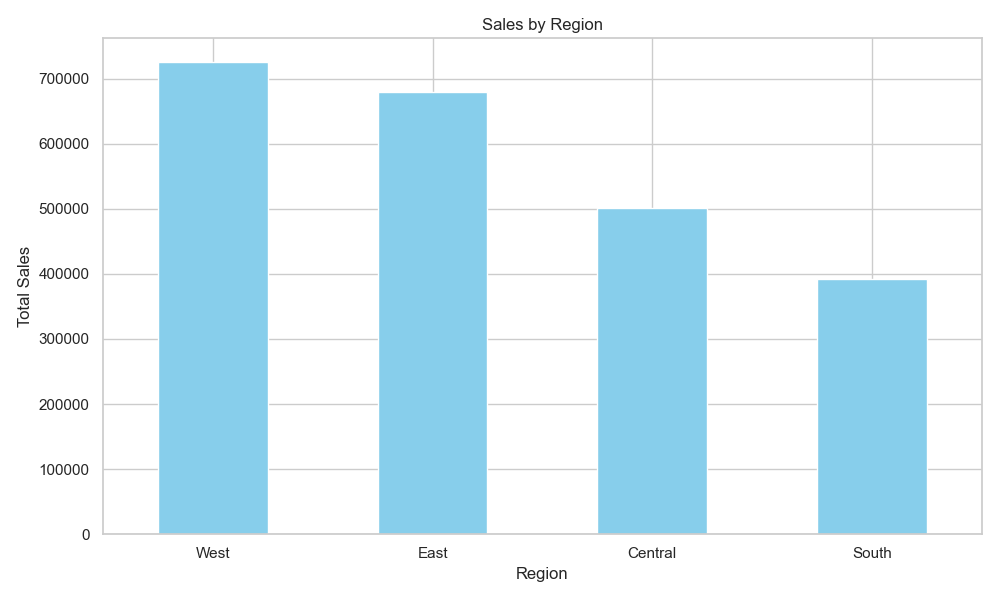 Sales by Region
Total Sales
700000
600000
500000
400000
300000
200000
100000
0
West East Central South
Region